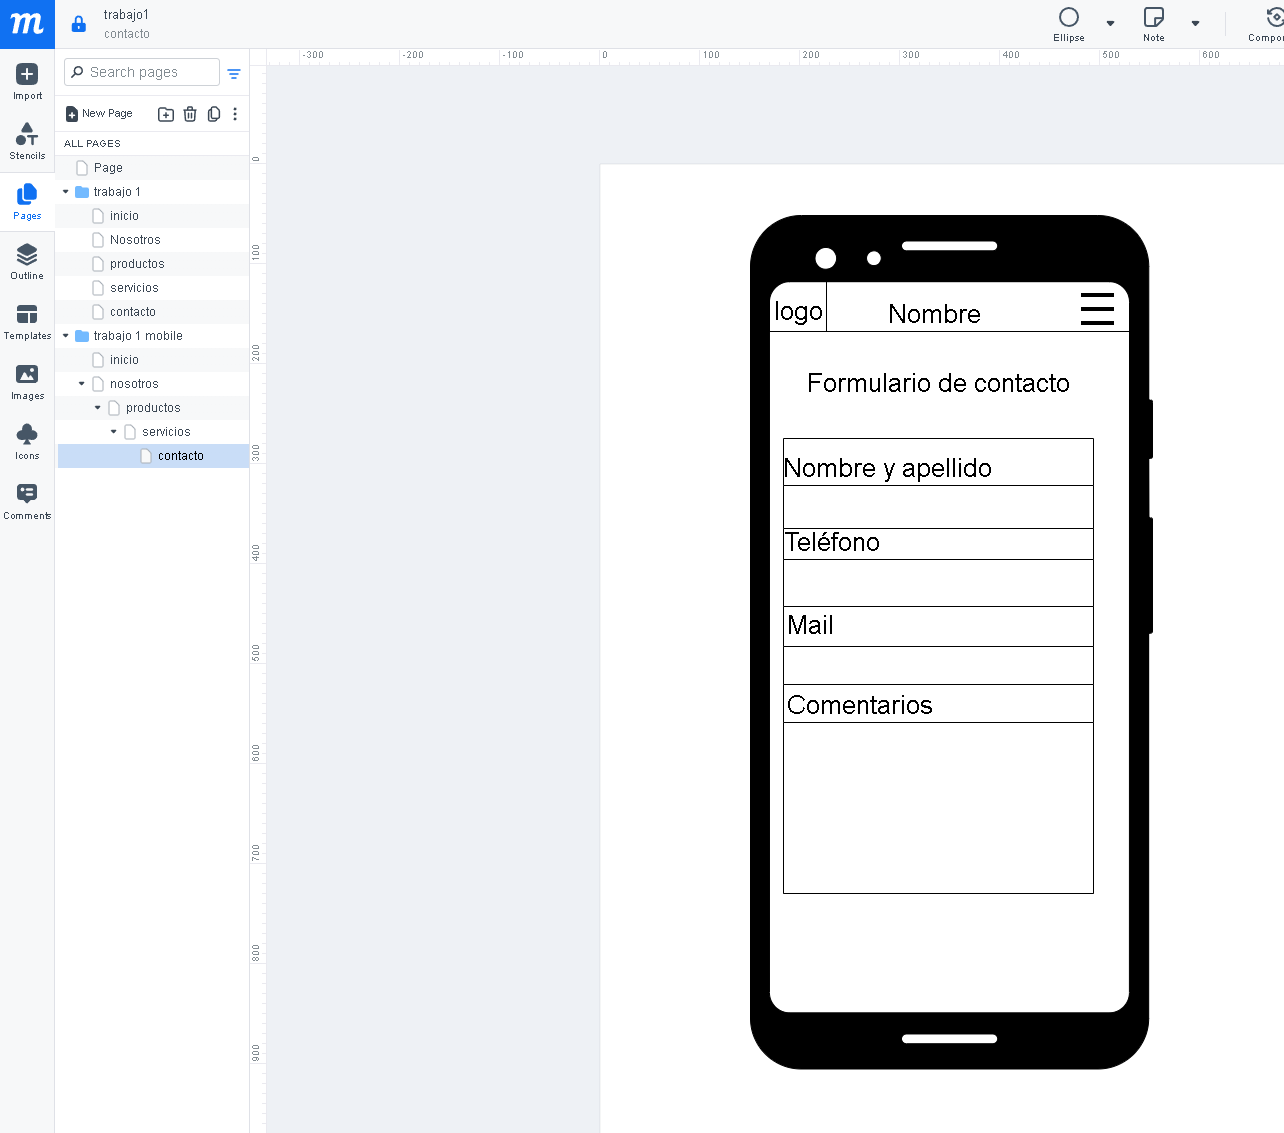 m
trabajo1
contacto
Ellipse
Note
-300
-200
-100
0
100
200
300
400
500
600
Search pages
Import
New Page
Stencils
ALL PAGES
Page
trabajo 1
Pages
inicio
Nosotros
productos
Outline
servicios
contacto
Templates
trabajo 1 mobile
inicio
Images
nosotros
productos
Icons
servicios
contacto
Comments
0
100
200
300
400
500
600
700
800
900
logo
Nombre
Formulario de contacto
Nombre y apellido
Teléfono
Mail
Comentarios